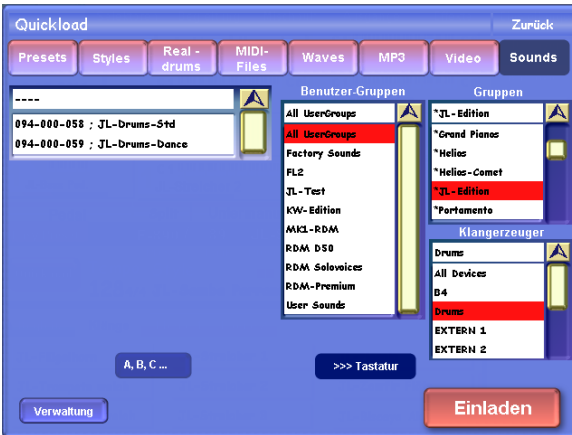 Quickload
Zurück
Presets
Styles
Real -
drums
MIDI-
Files
Waves
MP3
Video
Sounds
----
094-000-058 ; JL-Drums-Std
094-000-059 ; JL-Drums-Dance
Benutzer-Gruppen
All UserGroups
All UserGroups
Factory Sounds
FL2
JL-Test
KW-Edition
MK1-RDM
RDM D50
RDM Solovoices
RDM-Premium
User Sounds
Gruppen
*JL-Edition
*Grand Pianos
*Helios
*Helios-Comet
*JL-Edition
*Portamento
Klangerzeuger
Drums
All Devices
B4
Drums
EXTERN 1
EXTERN 2
A, B, C ...
>>> Tastatur
Verwaltung
Einladen